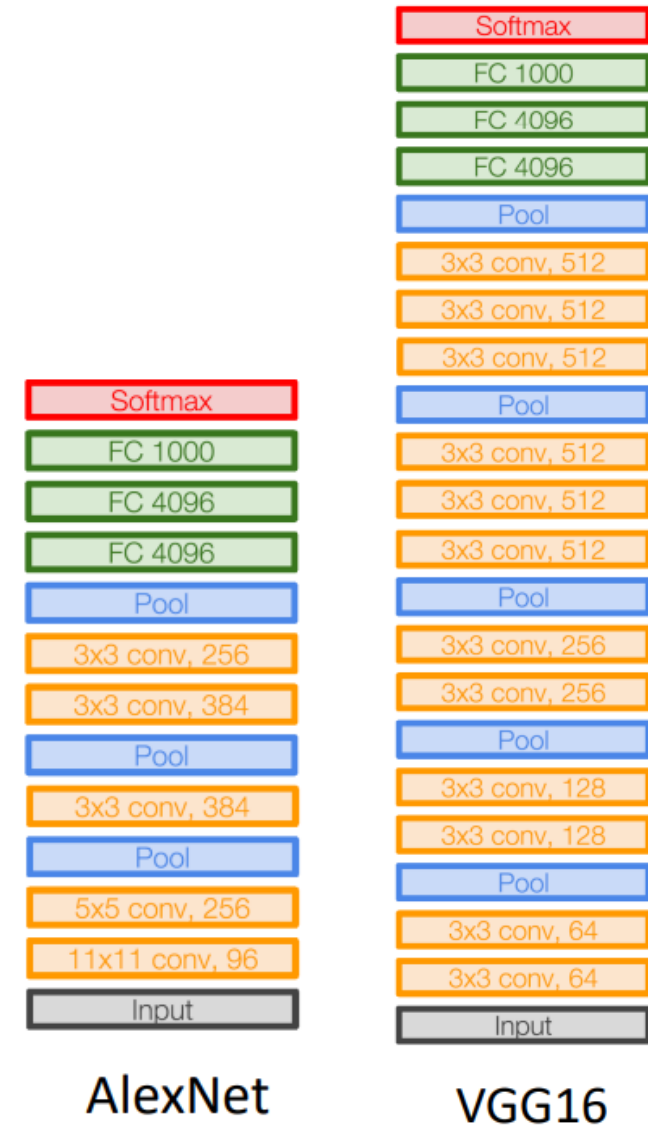 Softmax
FC 1000
FC 4096
FC 4096
Pool
3x3 conv, 256
3x3 conv, 384
Pool
3x3 conv, 384
Pool
5x5 conv, 256
11x11 conv, 96
Input
AlexNet
Softmax
FC 1000
FC 4096
FC 4096
Pool
3x3 conv, 512
3x3 conv, 512
3x3 conv, 512
Pool
3x3 conv, 512
3x3 conv, 512
3x3 conv, 512
Pool
3x3 conv, 256
3x3 conv, 256
Pool
3x3 conv, 128
3x3 conv, 128
Pool
3x3 conv, 64
3x3 conv, 64
Input
VGG16